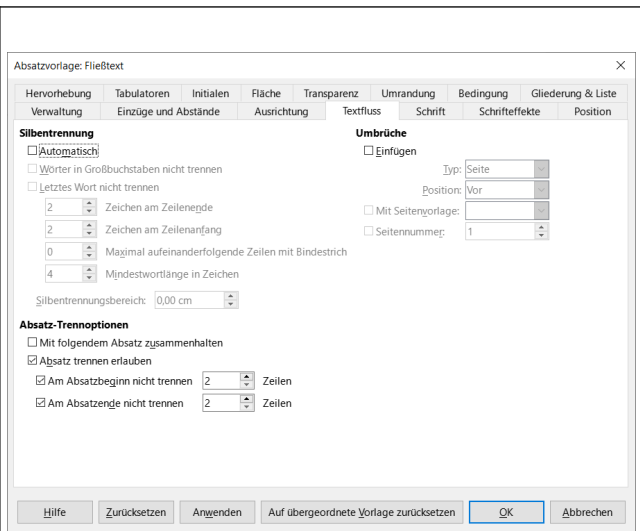 Absatzvorlage: Fließtext
Hervorhebung Tabulatoren Initialen Fläche Transparenz Umrandung Bedingung Gliederung & Liste
Verwaltung Einzüge und Abstände Ausrichtung Textfluss Schrift Schrifteffekte Position
Silbentrennung
Automatisch
Wörter in Großbuchstaben nicht trennen
Letztes Wort nicht trennen
2 Zeichen am Zeilenende
2 Zeichen am Zeilenanfang
0 Maximal aufeinanderfolgende Zeilen mit Bindestrich
4 Mindestwortlänge in Zeichen
Silbentrennungsbereich: 0,00 cm
Umbrüche
Einfügen
Typ: Seite
Position: Vor
Mit Seitenvorlage:
Seitennummer: 1
Absatz-Trennoptionen
Mit folgendem Absatz zusammenhalten
Absatz trennen erlauben
Am Absatzbeginn nicht trennen 2 Zeilen
Am Absatzende nicht trennen 2 Zeilen
Hilfe Zurücksetzen Anwenden Auf übergeordnete Vorlage zurücksetzen OK Abbrechen